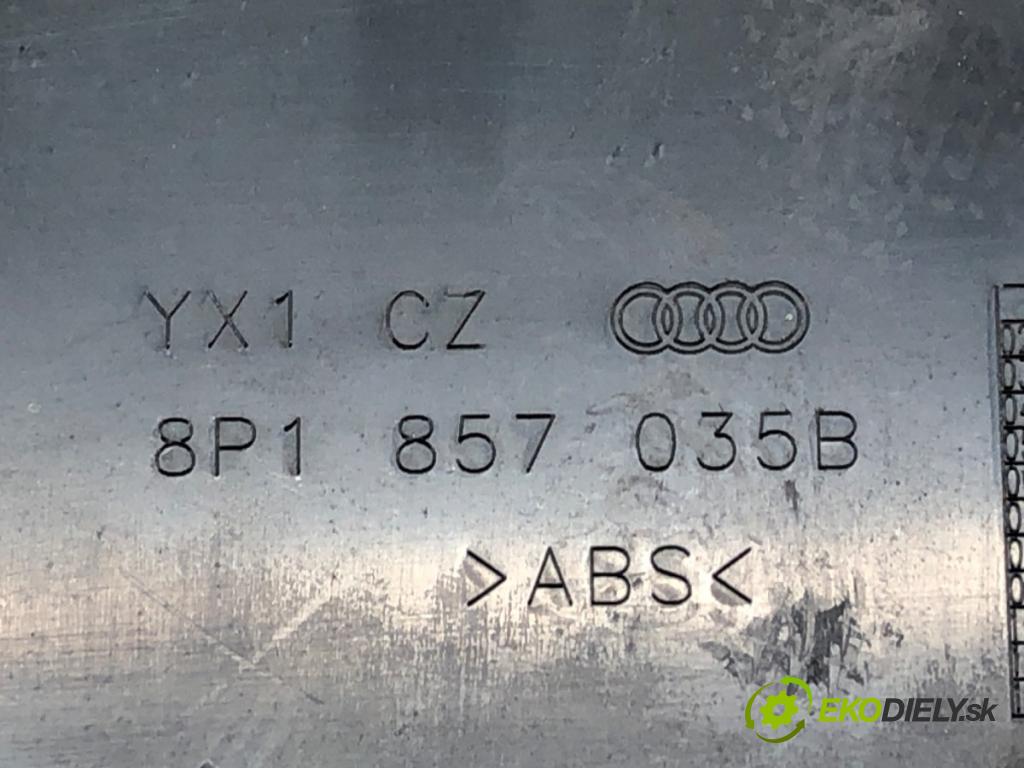 YX1 CZ
8P1 857 035B
>ABS<
EKODIELY.sk